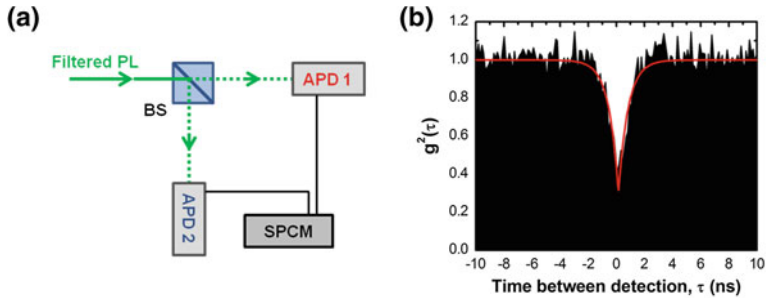 (a)
Filtered PL
BS
APD 1
APD 2
SPCM
(b)
g²(τ)
1.2
1.0
0.8
0.6
0.4
0.2
0.0
-10 -8 -6 -4 -2 0 2 4 6 8 10
Time between detection, τ (ns)